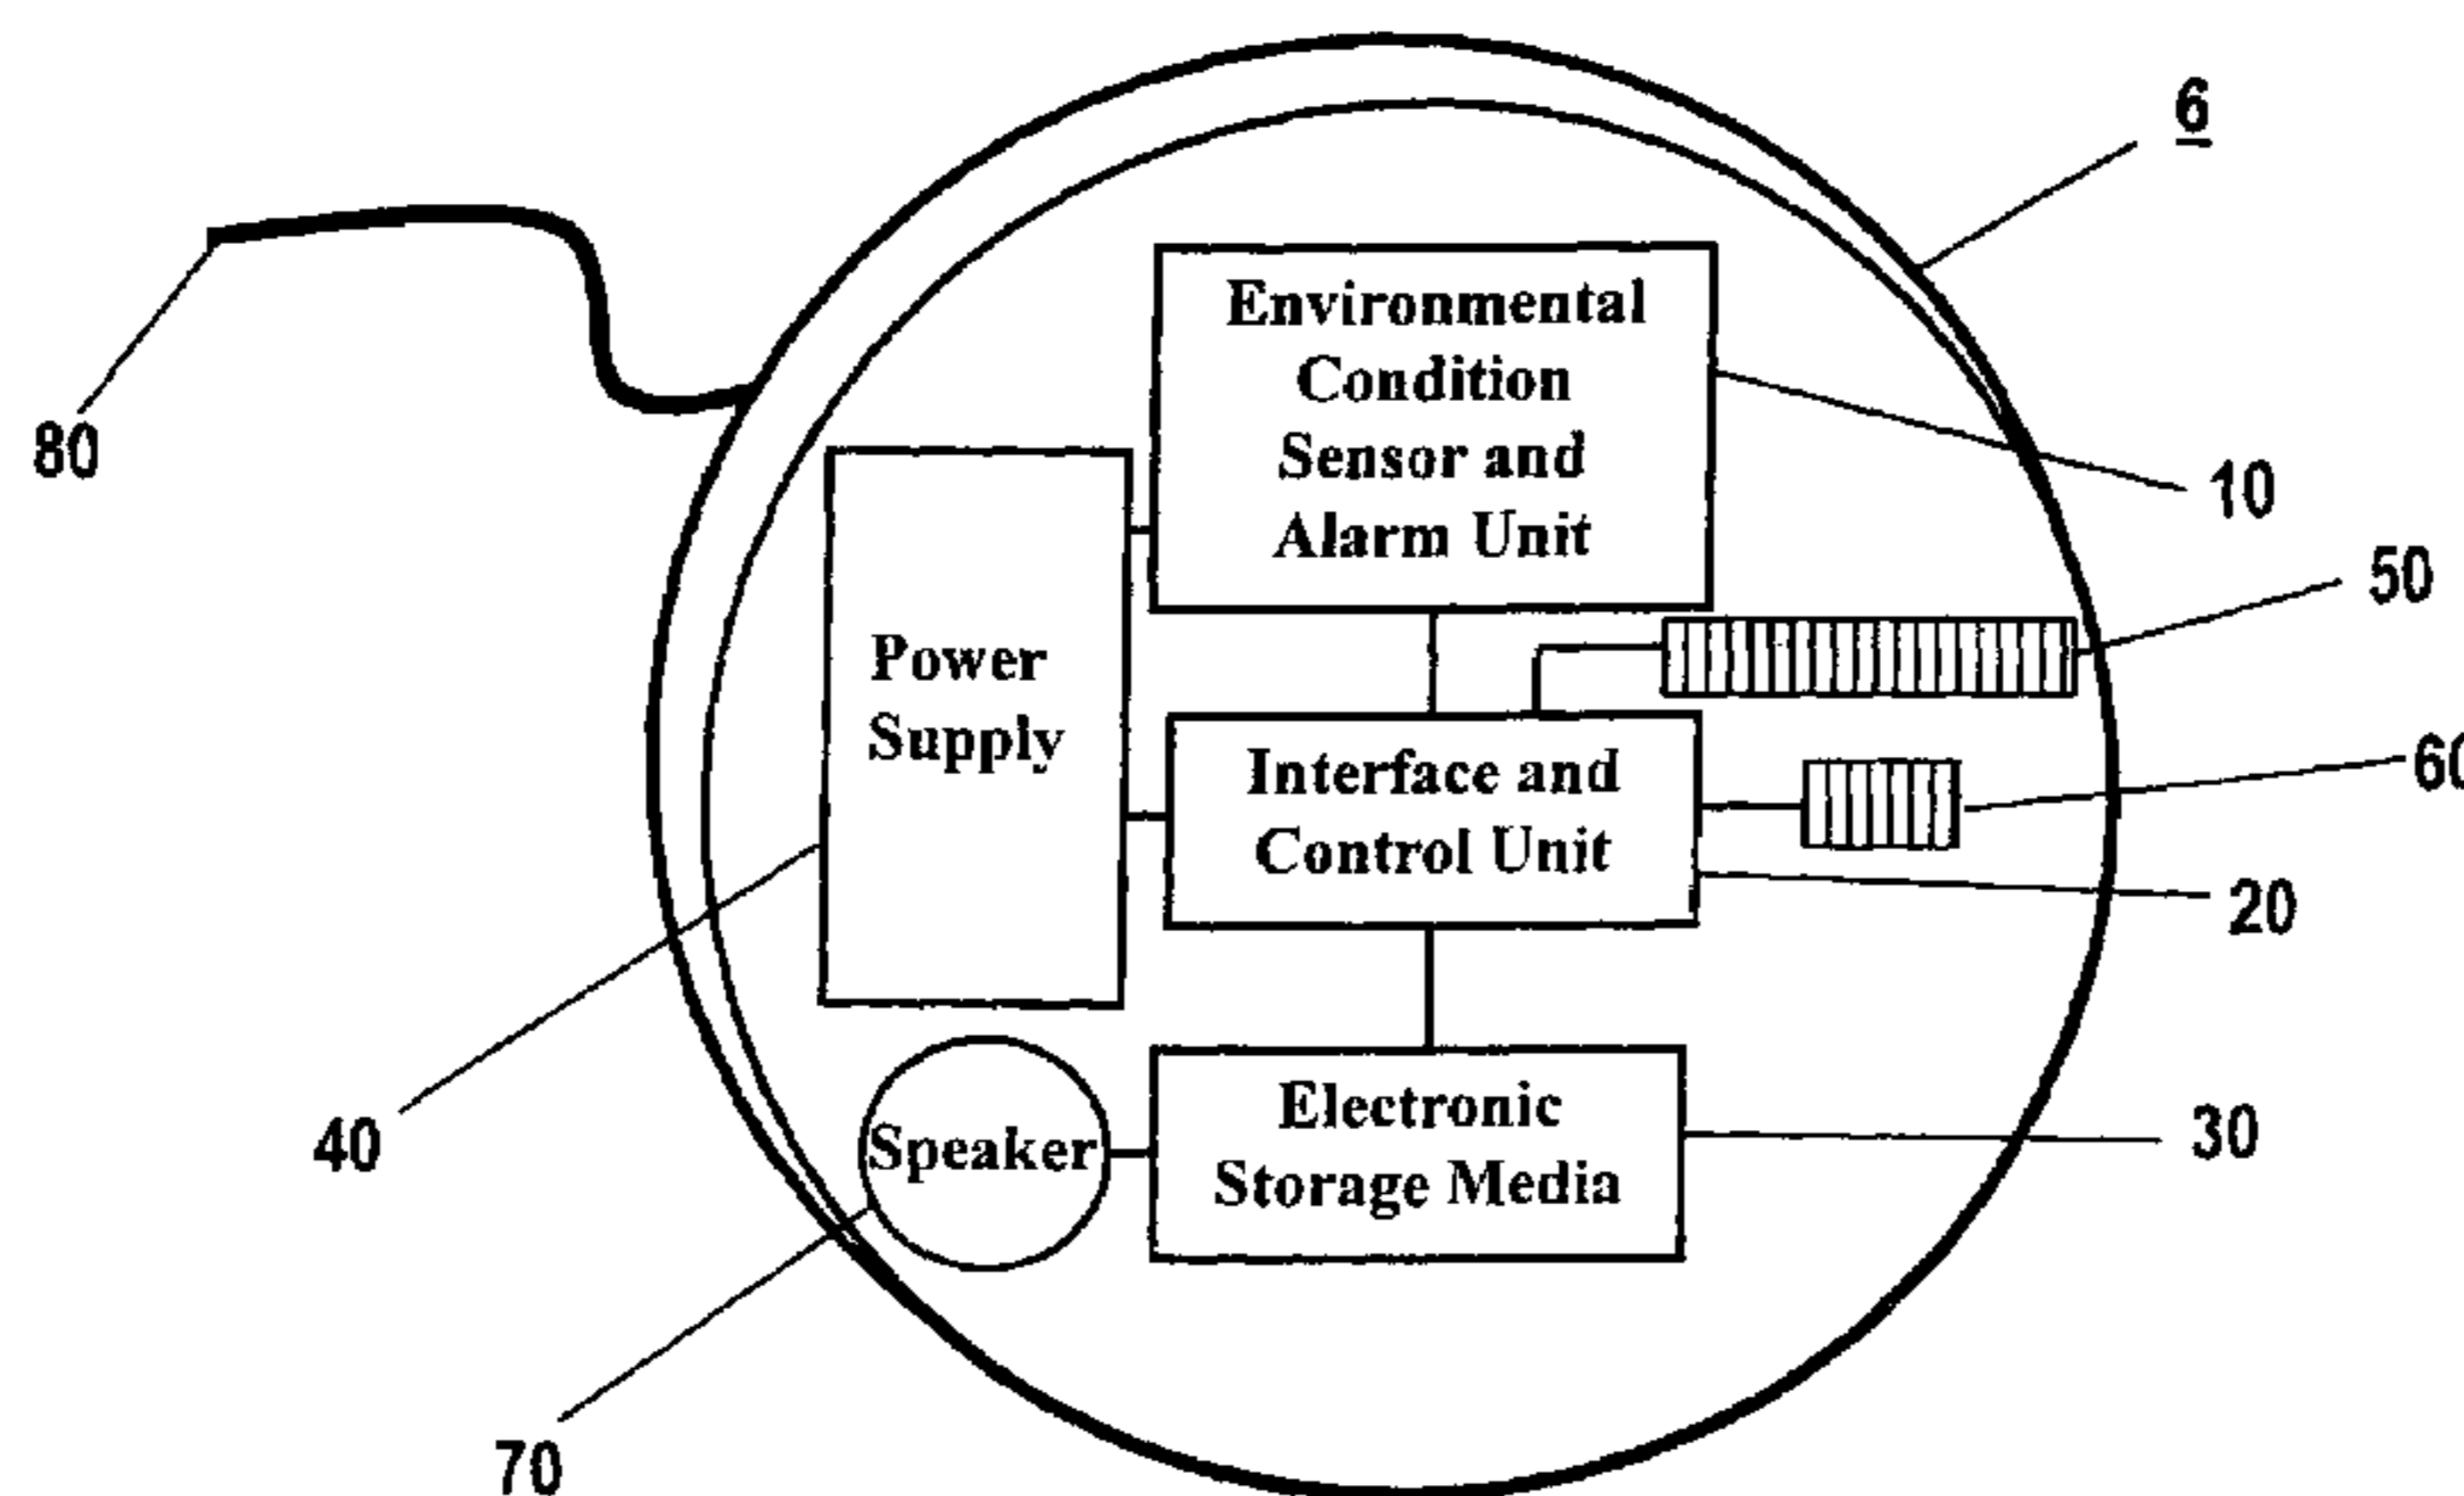 6
Environmental
Condition
Sensor and
Alarm Unit
80
10
50
Power
Supply
Interface and
Control Unit
60
20
Electronic
Storage Media
Speaker
40
30
70